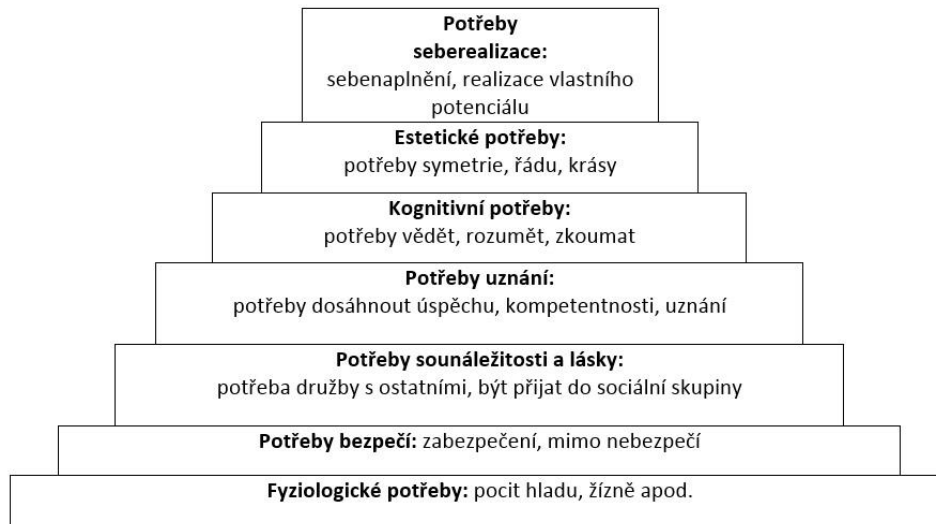 Potřeby
seberealizace:
sebenaplnění, realizace vlastního
potenciálu
Estetické potřeby:
potřeby symetrie, řádu, krásy
Kognitivní potřeby:
potřeby vědět, rozumět, zkoumat
Potřeby uznání:
potřeby dosáhnout úspěchu, kompetentnosti, uznání
Potřeby sounáležitosti a lásky:
potřeba družby s ostatními, být přijat do sociální skupiny
Potřeby bezpečí: zabezpečení, mimo nebezpečí
Fyziologické potřeby: pocit hladu, žízně apod.